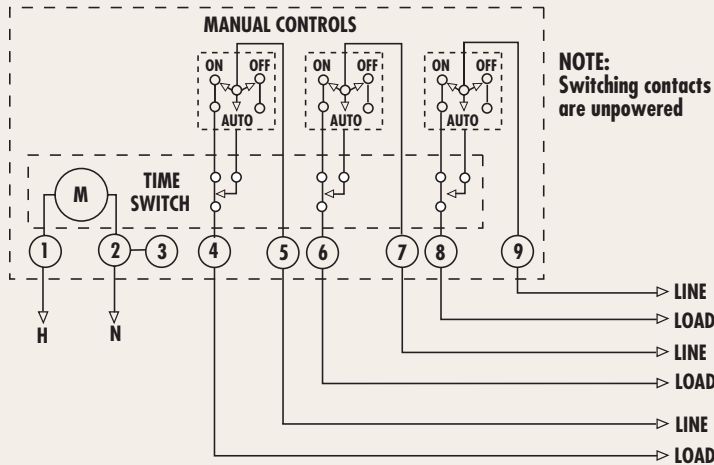 MANUAL CONTROLS
NOTE:
Switching contacts
are unpowered
ON OFF ON OFF ON OFF
AUTO AUTO AUTO
TIME
SWITCH
M
1 2 3 4 5 6 7 8 9
H N
LINE
LOAD
LINE
LOAD
LINE
LOAD